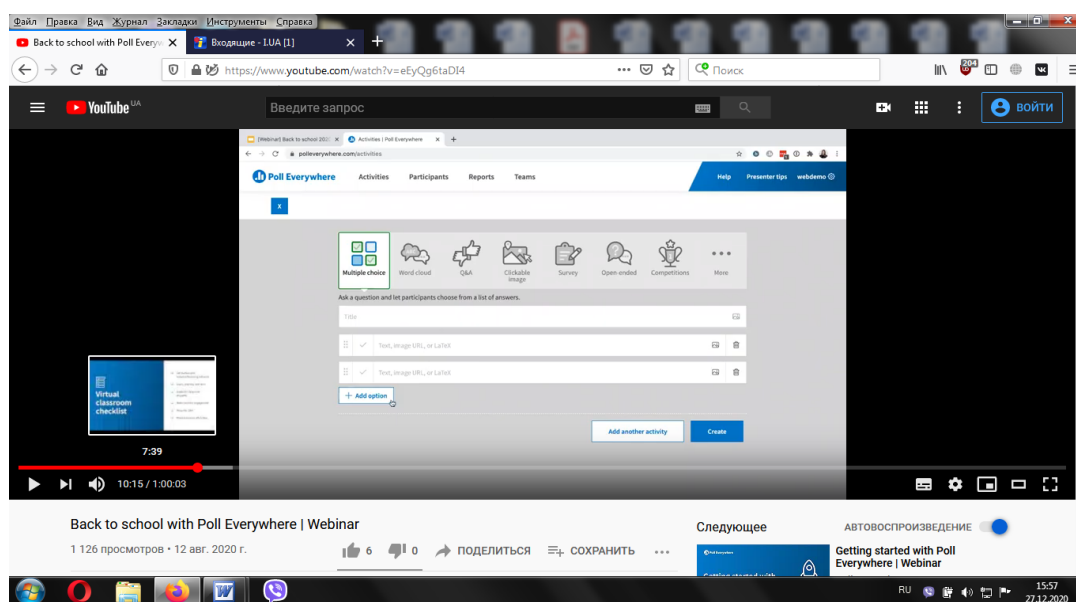 Файл Правка Вид Журнал Закладки Инструменты Справка
Back to school with Poll Everyw
Входящие - I.UA [1]
https://www.youtube.com/watch?v=eEyQg6taDI4
Поиск
204
YouTube UA
Введите запрос
ВОЙТИ
[Webinar] Back to school 202
Activities | Poll Everywhere
polleverywhere.com/activities
Poll Everywhere Activities Participants Reports Teams
Help Presenter tips webdemo
x
Multiple choice Word cloud Q&A Clickable image Survey Open-ended Competitions More
Ask a question and let participants choose from a list of answers.
Title
Text, image URL, or LaTeX
Text, image URL, or LaTeX
+ Add option
Add another activity Create
Virtual
classroom
checklist
7:39
10:15 / 1:00:03
Back to school with Poll Everywhere | Webinar
1 126 просмотров • 12 авг. 2020 г.
6 0 ПОДЕЛИТЬСЯ СОХРАНИТЬ
Следующее АВТОВОСПРОИЗВЕДЕНИЕ
Getting started with Poll
Everywhere | Webinar
RU
15:57
27.12.2020